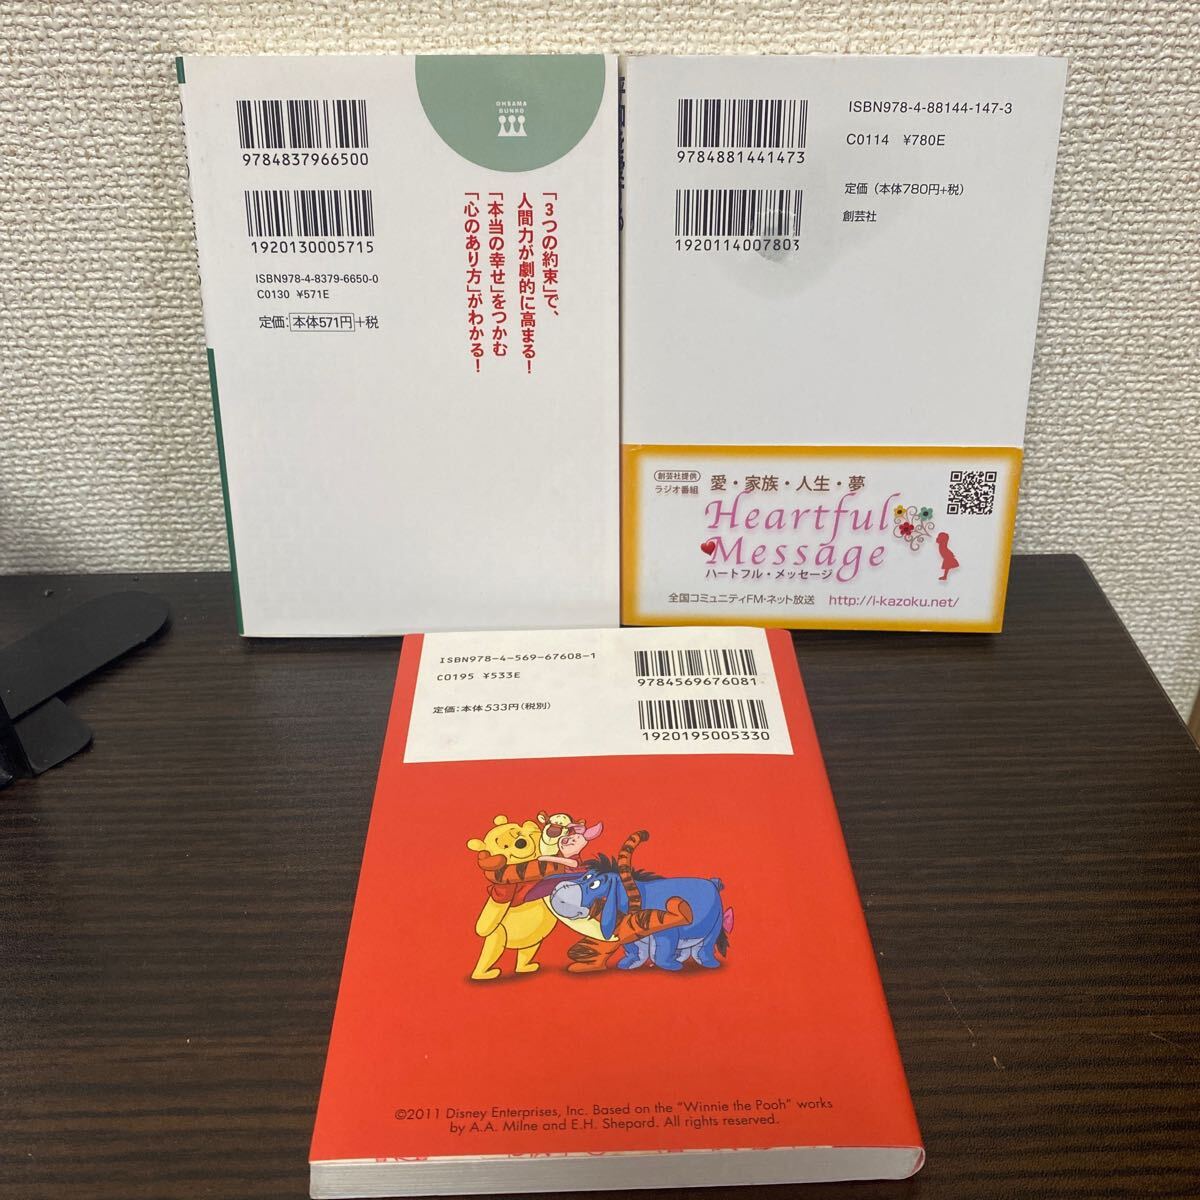 OHSAMA
BUNKO
9784837966500
1920130005715
ISBN978-4-8379-6650-0
C0130 ¥571E
定価:本体571円+税
「3つの約束」で、
人間力が劇的に高まる!
「本当の幸せ」をつかむ
「心のあり方」がわかる!
9784881441473
1920114007803
ISBN978-4-88144-147-3
C0114 ¥780E
定価(本体780円+税)
創芸社
創芸社提供
ラジオ番組
愛・家族・人生・夢
Heartful
Message
ハートフル・メッセージ
全国コミュニティFM・ネット放送 http://i-kazoku.net/
ISBN978-4-569-67608-1
C0195 ¥533E
定価:本体533円(税別)
9784569676081
1920195005330
©2011 Disney Enterprises, Inc. Based on the "Winnie the Pooh" works
by A.A. Milne and E.H. Shepard. All rights reserved.